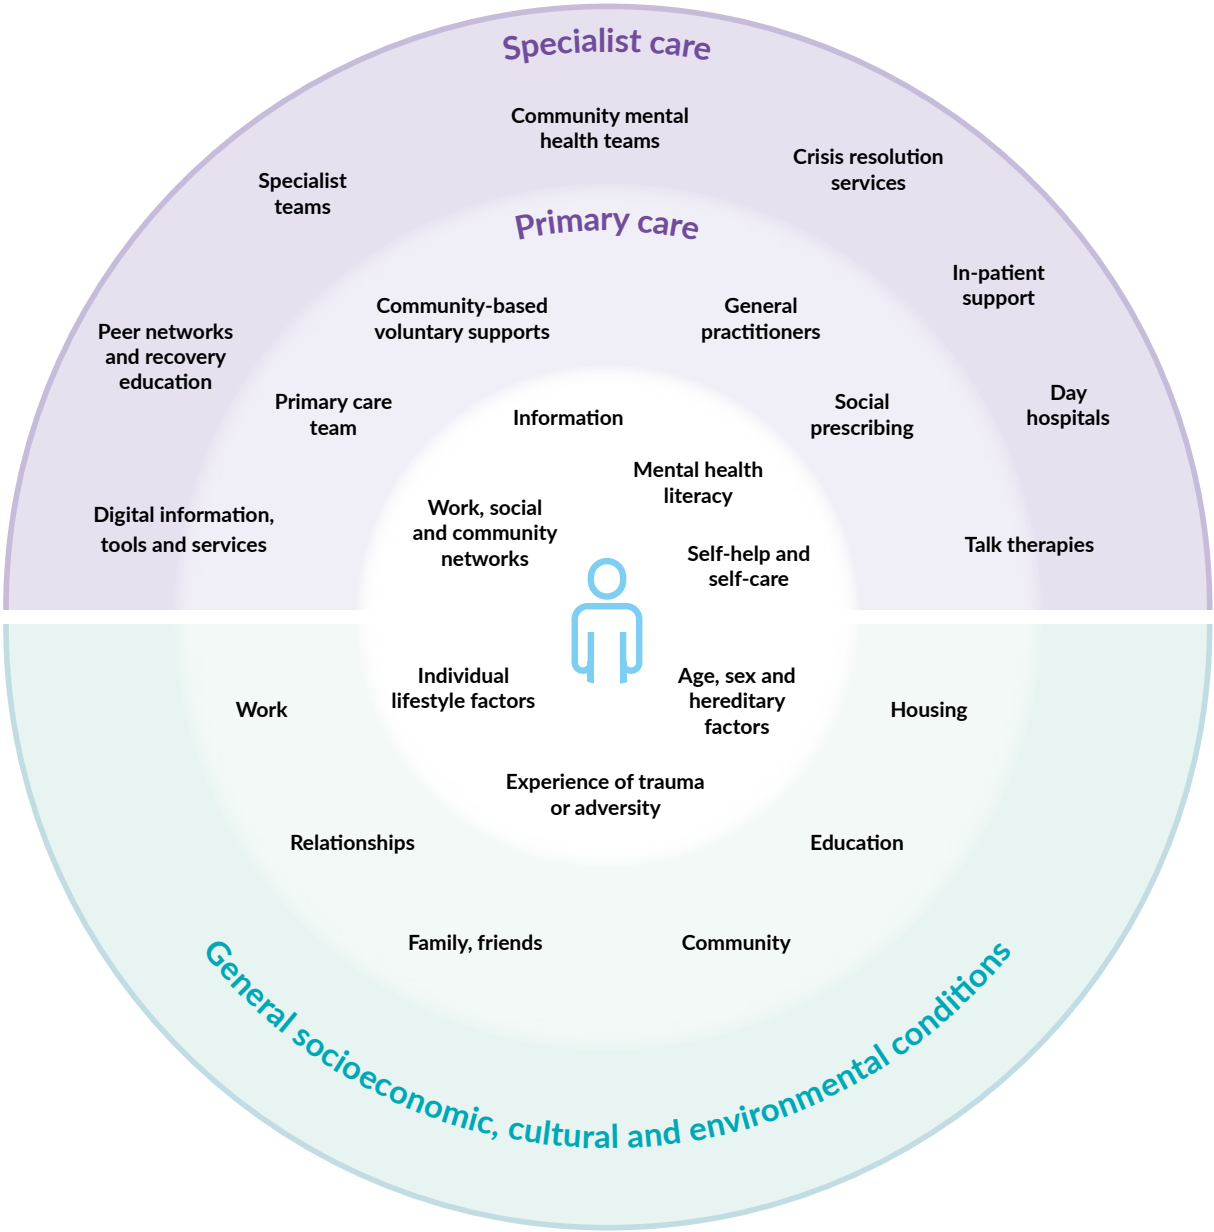 Specialist care
Community mental
health teams
Crisis resolution
services
Specialist
teams
In-patient
support
Peer networks
and recovery
education
Day
hospitals
Digital information,
tools and services
Talk therapies
Primary care
Community-based
voluntary supports
General
practitioners
Primary care
team
Social
prescribing
Information
Mental health
literacy
Work, social
and community
networks
Self-help and
self-care
Individual
lifestyle factors
Age, sex and
hereditary
factors
Experience of trauma
or adversity
Work
Housing
Relationships
Education
Family, friends
Community
General socioeconomic, cultural and environmental conditions